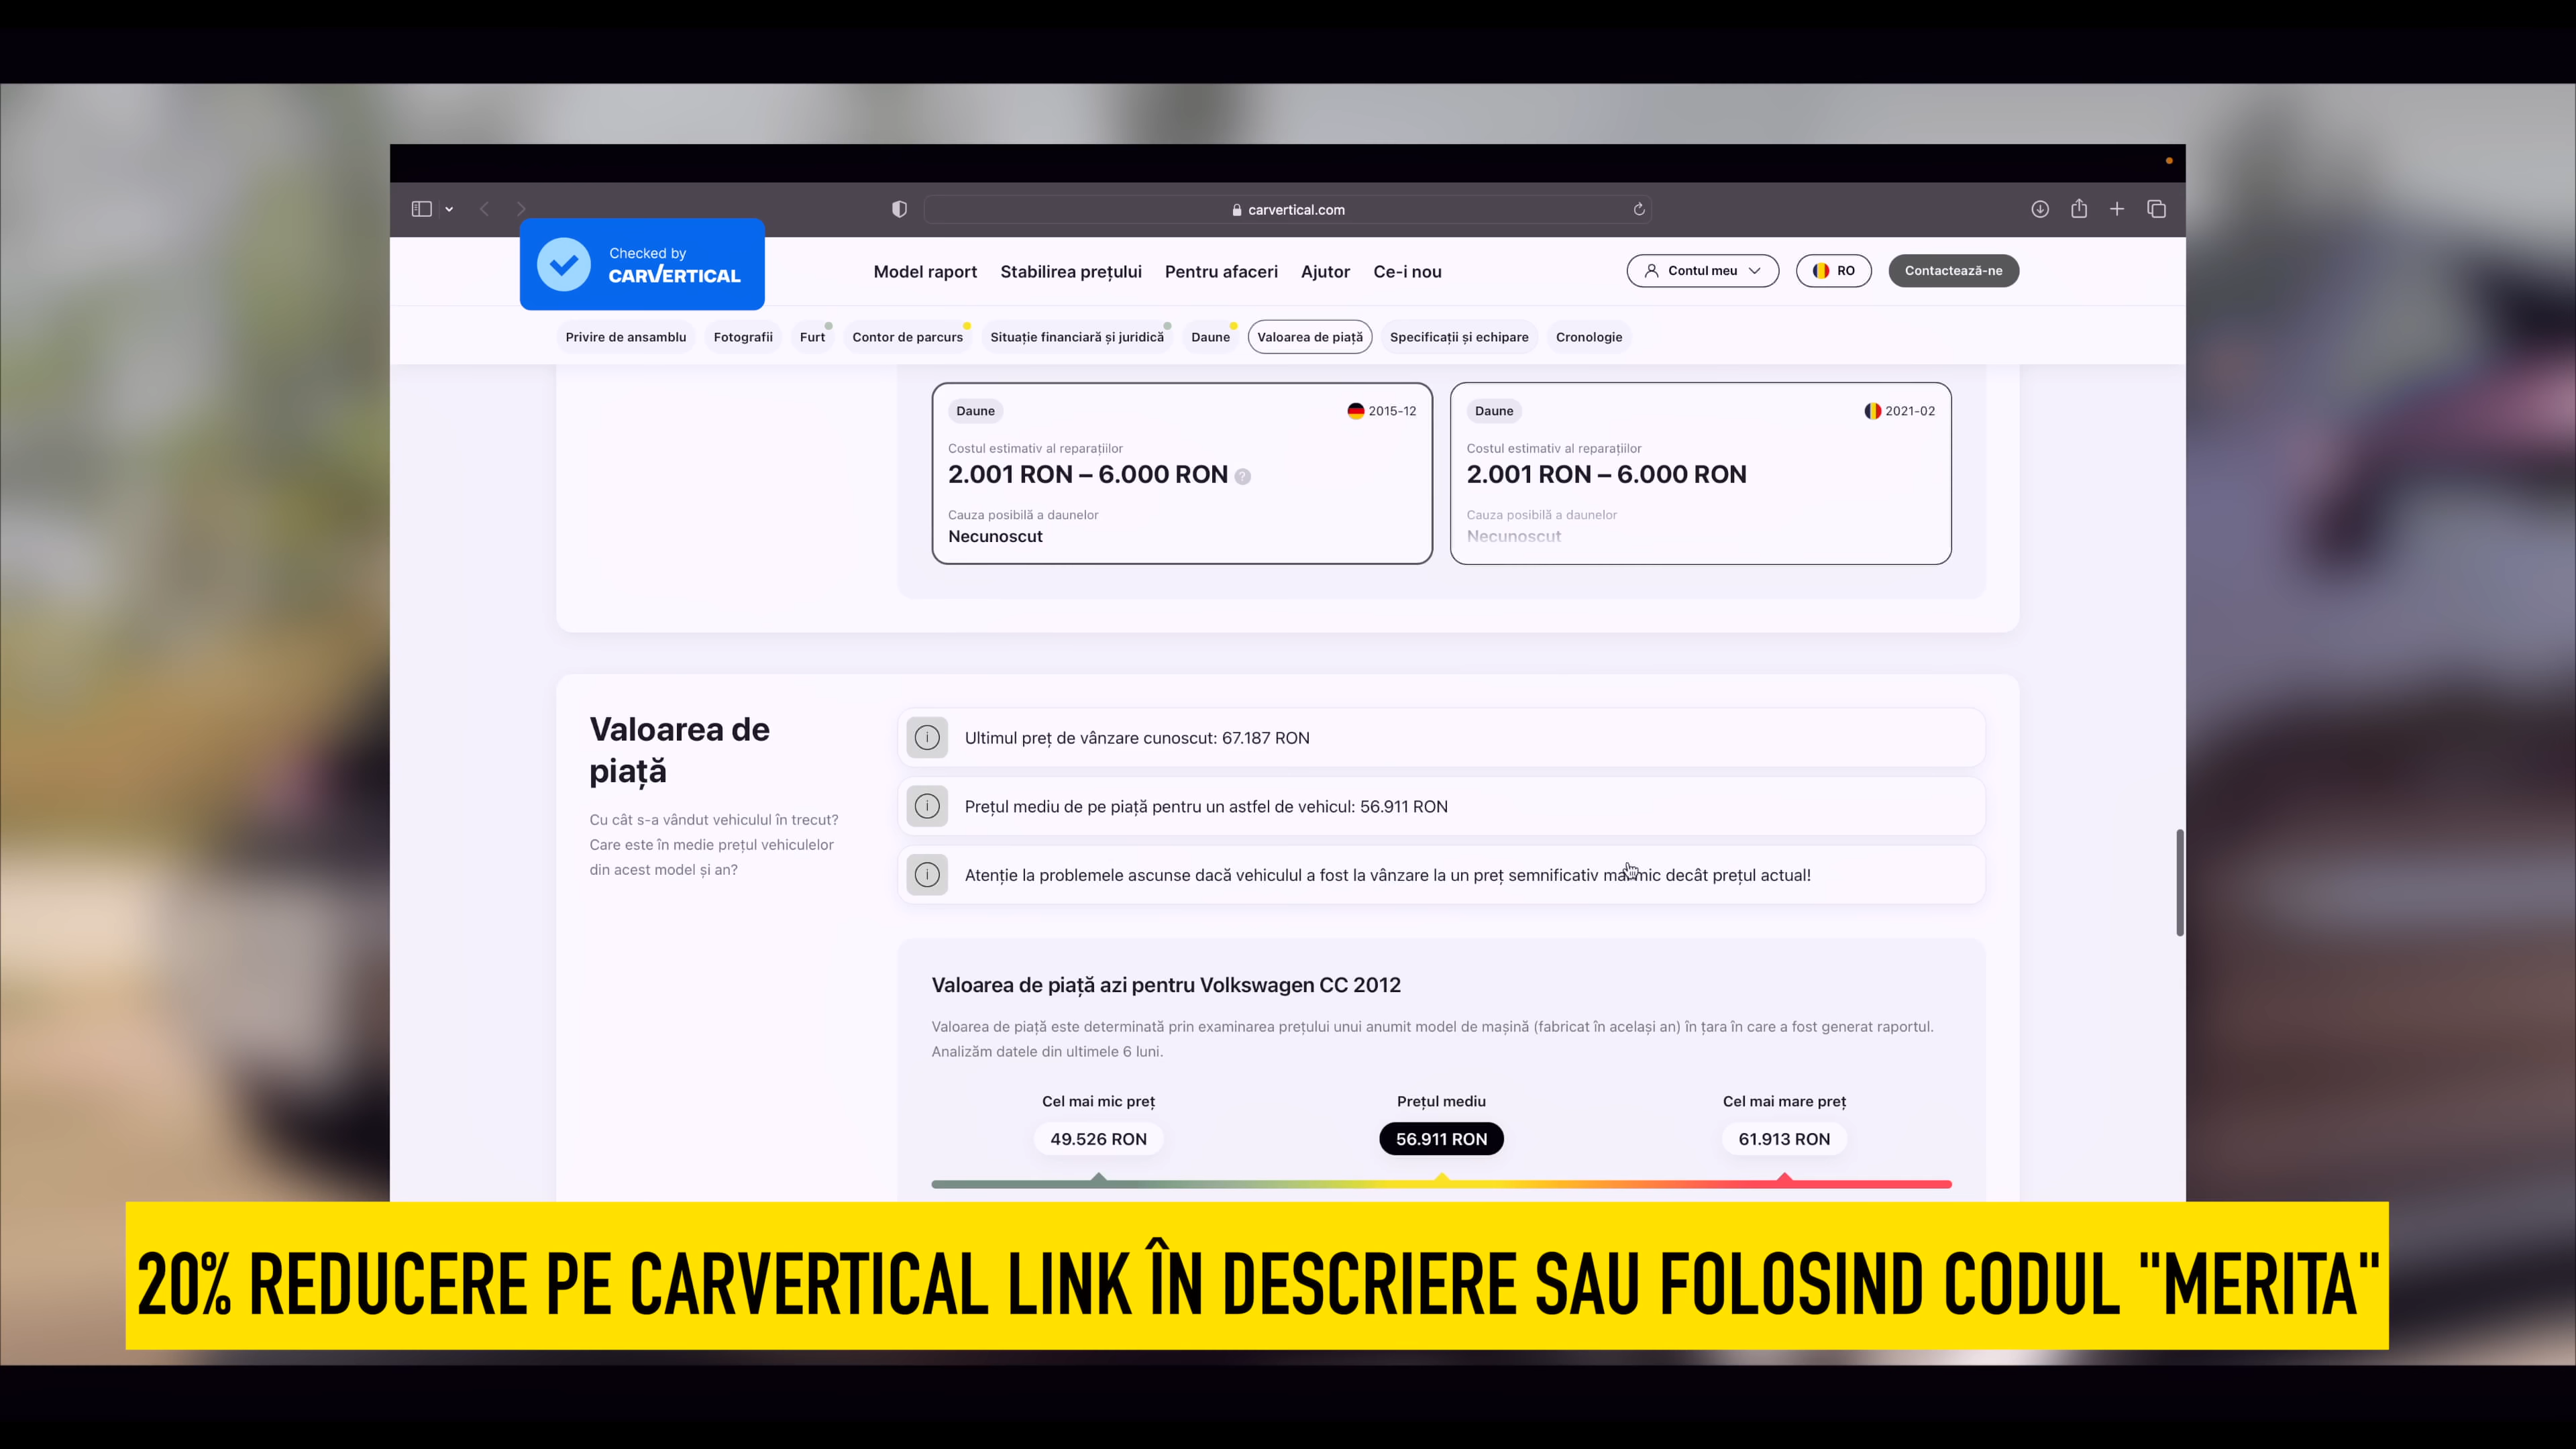 carvertical.com
Checked by
CARVERTICAL
Model raport Stabilirea prețului Pentru afaceri Ajutor Ce-i nou
Contul meu
RO
Contactează-ne
Privire de ansamblu Fotografii Furt Contor de parcurs Situație financiară și juridică Daune Valoarea de piață Specificații și echipare Cronologie
Daune
2015-12
Costul estimativ al reparațiilor
2.001 RON – 6.000 RON ?
Cauza posibilă a daunelor
Necunoscut
Daune
2021-02
Costul estimativ al reparațiilor
2.001 RON – 6.000 RON
Cauza posibilă a daunelor
Necunoscut
Valoarea de
piață
Cu cât s-a vândut vehiculul în trecut?
Care este în medie prețul vehiculelor
din acest model și an?
Ultimul preț de vânzare cunoscut: 67.187 RON
Prețul mediu de pe piață pentru un astfel de vehicul: 56.911 RON
Atenție la problemele ascunse dacă vehiculul a fost la vânzare la un preț semnificativ mai mic decât prețul actual!
Valoarea de piață azi pentru Volkswagen CC 2012
Valoarea de piață este determinată prin examinarea prețului unui anumit model de mașină (fabricat în același an) în țara în care a fost generat raportul.
Analizăm datele din ultimele 6 luni.
Cel mai mic preț Prețul mediu Cel mai mare preț
49.526 RON 56.911 RON 61.913 RON
20% REDUCERE PE CARVERTICAL LINK ÎN DESCRIERE SAU FOLOSIND CODUL "MERITA"